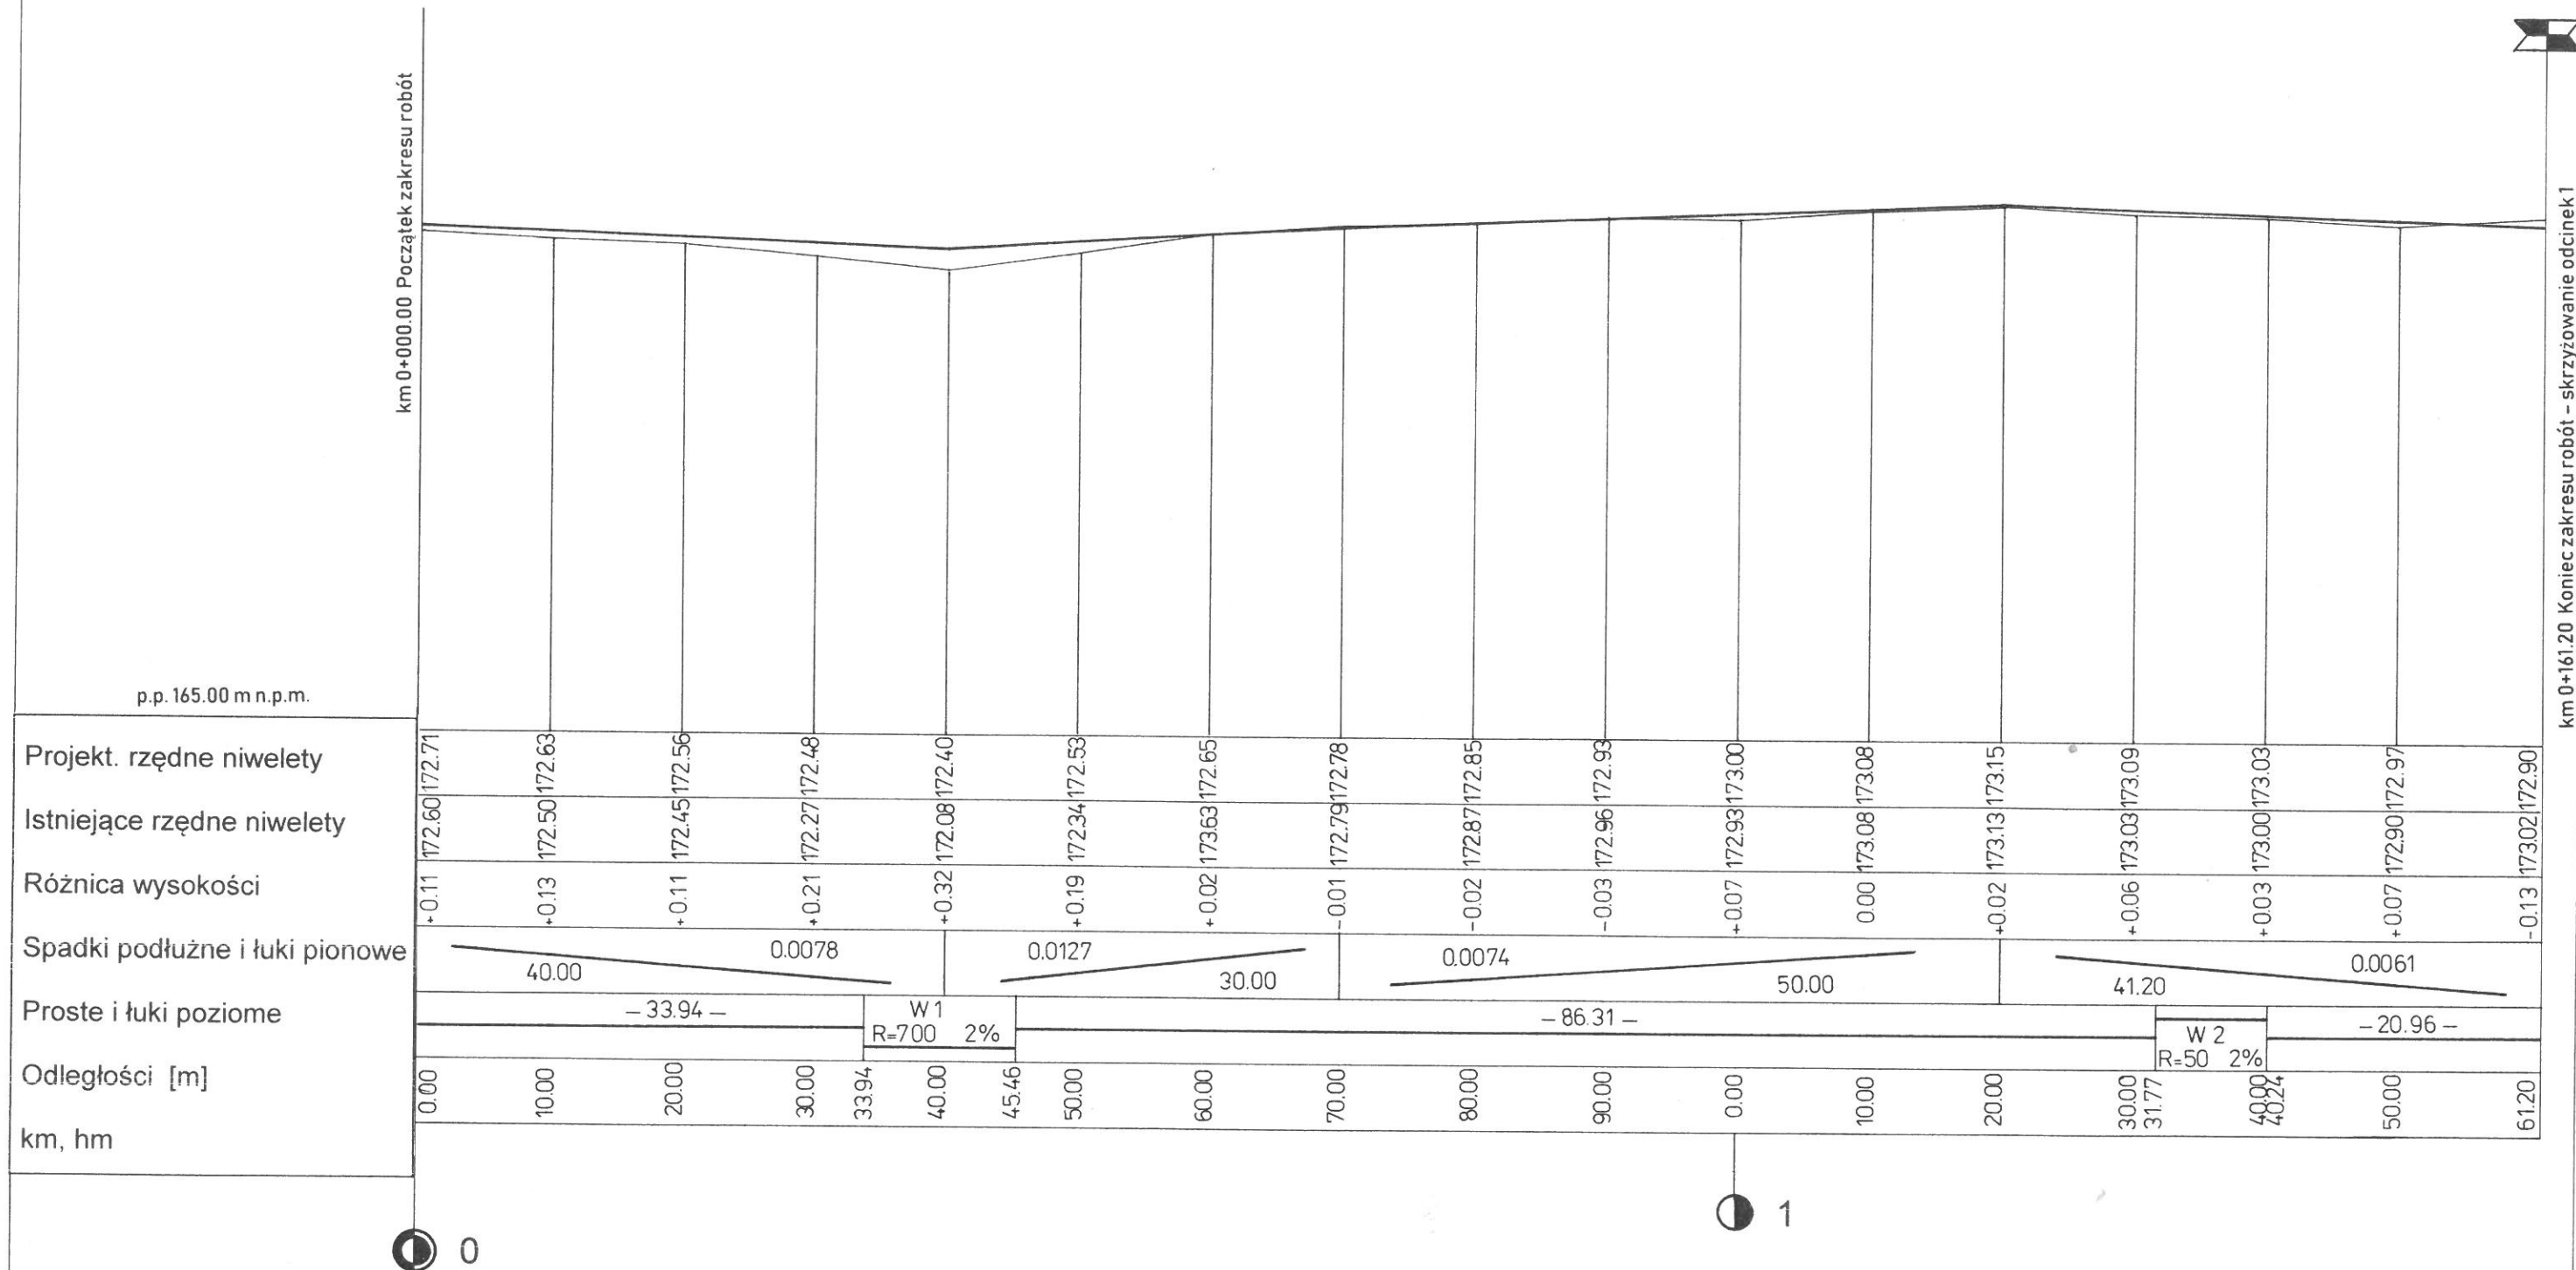 km 0+000.00 Początek zakresu robót
km 0+161.20 Koniec zakresu robót - skrzyżowanie odcinek 1
p.p. 165.00 m n.p.m.
Projekt. rzędne niwelety 172.71 172.63 172.56 172.48 172.40 172.53 172.65 172.78 172.85 172.93 173.00 173.08 173.15 173.09 173.03 172.97 172.90
Istniejące rzędne niwelety 172.60 172.50 172.45 172.27 172.08 172.34 173.63 172.79 172.87 172.96 172.93 173.08 173.13 173.03 173.00 172.90 173.02
Różnica wysokości +0.11 +0.13 +0.11 +0.21 +0.32 +0.19 +0.02 -0.01 -0.02 -0.03 +0.07 0.00 +0.02 +0.06 +0.03 +0.07 -0.13
Spadki podłużne i łuki pionowe 0.0078 0.0127 0.0074 0.0061
40.00 30.00 50.00 41.20
Proste i łuki poziome – 33.94 – W 1 – 86.31 – W 2 – 20.96 –
R=700 2% R=50 2%
Odległości [m] 0.00 10.00 20.00 30.00 33.94 40.00 45.46 50.00 60.00 70.00 80.00 90.00 0.00 10.00 20.00 30.00 31.77 40.00 40.24 50.00 61.20
km, hm
0 1